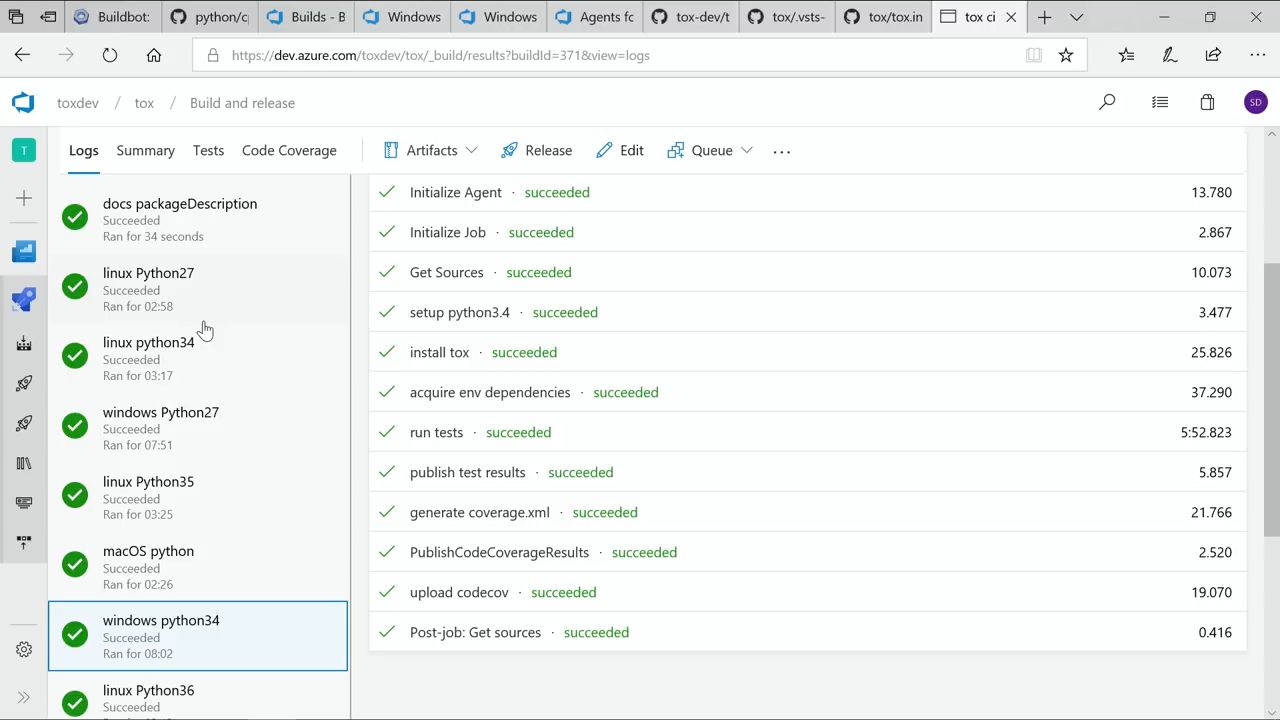 Buildbot:
python/c
Builds - B
Windows
Windows
Agents fo
tox-dev/t
tox/.vsts-
tox/tox.in
tox ci
https://dev.azure.com/toxdev/tox/_build/results?buildId=371&view=logs
toxdev / tox / Build and release
SD
T
Logs Summary Tests Code Coverage Artifacts Release Edit Queue ...
docs packageDescription
Succeeded
Ran for 34 seconds
linux Python27
Succeeded
Ran for 02:58
linux python34
Succeeded
Ran for 03:17
windows Python27
Succeeded
Ran for 07:51
linux Python35
Succeeded
Ran for 03:25
macOS python
Succeeded
Ran for 02:26
windows python34
Succeeded
Ran for 08:02
linux Python36
Succeeded
Initialize Agent · succeeded 13.780
Initialize Job · succeeded 2.867
Get Sources · succeeded 10.073
setup python3.4 · succeeded 3.477
install tox · succeeded 25.826
acquire env dependencies · succeeded 37.290
run tests · succeeded 5:52.823
publish test results · succeeded 5.857
generate coverage.xml · succeeded 21.766
PublishCodeCoverageResults · succeeded 2.520
upload codecov · succeeded 19.070
Post-job: Get sources · succeeded 0.416